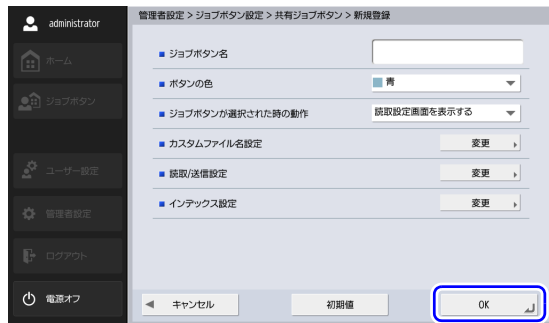 administrator
ホーム
ジョブボタン
ユーザー設定
管理者設定
ログアウト
電源オフ
管理者設定 > ジョブボタン設定 > 共有ジョブボタン > 新規登録
ジョブボタン名
ボタンの色
青
ジョブボタンが選択された時の動作
読取設定画面を表示する
カスタムファイル名設定
変更
読取/送信設定
変更
インデックス設定
変更
キャンセル
初期値
OK